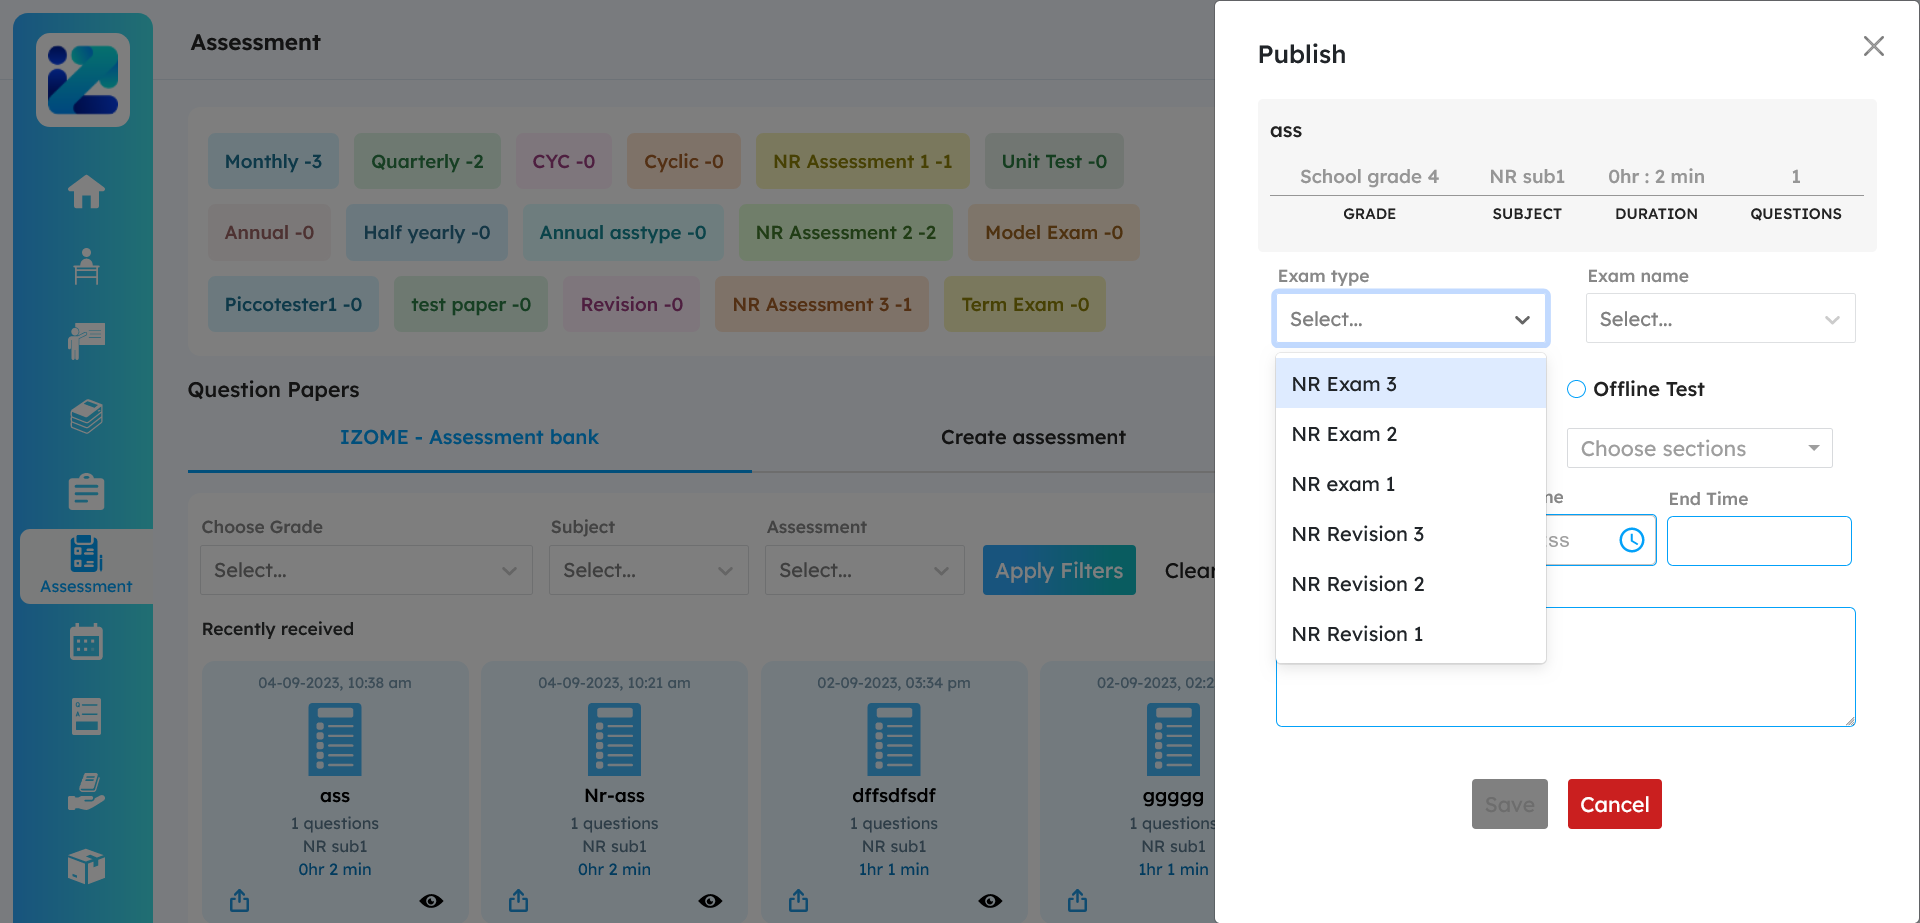 Assessment
Monthly -3
Quarterly -2
CYC -0
Cyclic -0
NR Assessment 1 -1
Unit Test -0
Annual -0
Half yearly -0
Annual asstype -0
NR Assessment 2 -2
Model Exam -0
Piccotester1 -0
test paper -0
Revision -0
NR Assessment 3 -1
Term Exam -0
Question Papers
IZOME - Assessment bank
Create assessment
Choose Grade
Subject
Assessment
Select...
Select...
Select...
Apply Filters
Clear
Assessment
Recently received
04-09-2023, 10:38 am
ass
1 questions
NR sub1
0hr 2 min
04-09-2023, 10:21 am
Nr-ass
1 questions
NR sub1
0hr 2 min
02-09-2023, 03:34 pm
dffsdfsdf
1 questions
NR sub1
1hr 1 min
02-09-2023, 02:2
ggggg
1 questions
NR sub1
1hr 1 min
Publish
ass
School grade 4
NR sub1
0hr : 2 min
1
GRADE
SUBJECT
DURATION
QUESTIONS
Exam type
Exam name
Select...
Select...
NR Exam 3
NR Exam 2
NR exam 1
NR Revision 3
NR Revision 2
NR Revision 1
Offline Test
Choose sections
End Time
Save
Cancel